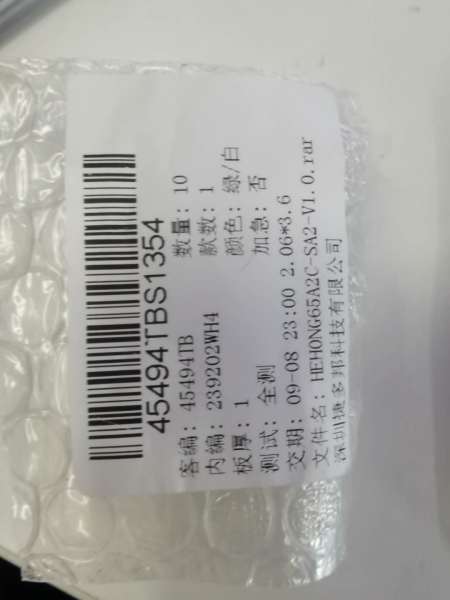 45494TBS1354
客编: 45494TB 数量: 10
内编: 239202WH4 款数: 1
板厚: 1 颜色: 绿/白
测试: 全测 加急: 否
交期: 09-08 23:00 2.06*3.6
文件名: HEHONG65A2C-SA2-V1.0.rar
深圳捷多邦科技有限公司